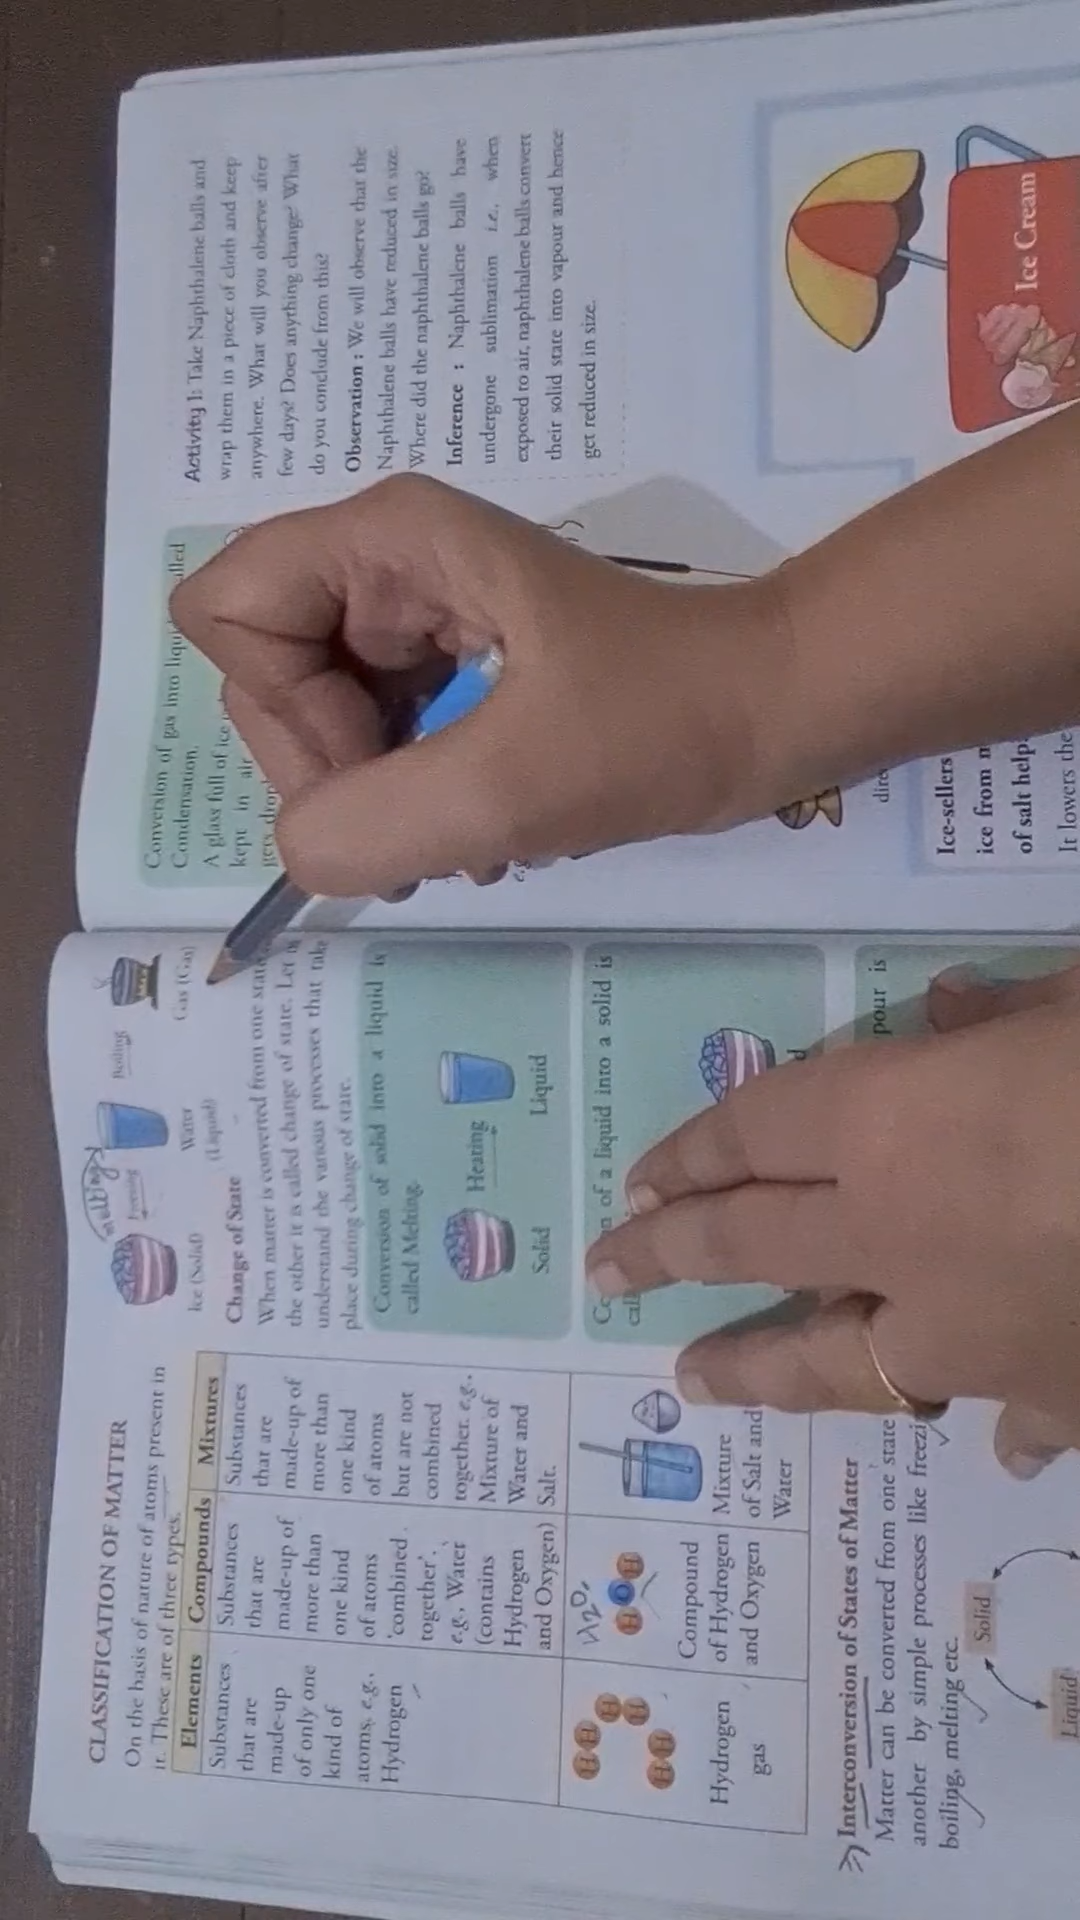 CLASSIFICATION OF MATTER
On the basis of nature of atoms present in
it. These are of three types.
Elements
Substances
that are
made-up
of only one
kind of
atoms. e.g.
Hydrogen
Compounds
Substances
that are
made-up of
more than
one kind
of atoms
'combined
together'.
e.g., Water
(contains
Hydrogen
and Oxygen)
Mixtures
Substances
that are
made-up of
more than
one kind
of atoms
but are not
combined
together. e.g.,
Mixture of
Water and
Salt.
H H
H H
H H
Hydrogen
gas
H2O
H O H
Compound
of Hydrogen
and Oxygen
Mixture
of Salt and
Water
Interconversion of States of Matter
Matter can be converted from one state
another by simple processes like freezi
boiling, melting etc.
Solid
Liquid
melting
Freezing
Boiling
Ice (Solid)
Water
(Liquid)
Gas (Gas)
Change of State
When matter is converted from one state
the other it is called change of state. Let
understand the various processes that take
place during change of state.
Conversion of solid into a liquid is
called Melting.
Heating
Solid
Liquid
of a liquid into a solid is
pour is
Conversion of gas into
Condensation.
A glass full of ice
kept in air
gets
Activity 1: Take Naphthalene balls and
wrap them in a piece of cloth and keep
anywhere. What will you observe after
few days? Does anything change? What
do you conclude from this?
Observation : We will observe that the
Naphthalene balls have reduced in size.
Where did the naphthalene balls go?
Inference : Naphthalene balls have
undergone sublimation i.e., when
exposed to air, naphthalene balls convert
their solid state into vapour and hence
get reduced in size.
Ice Cream
Ice-sellers
ice from
of salt help
It lowers the